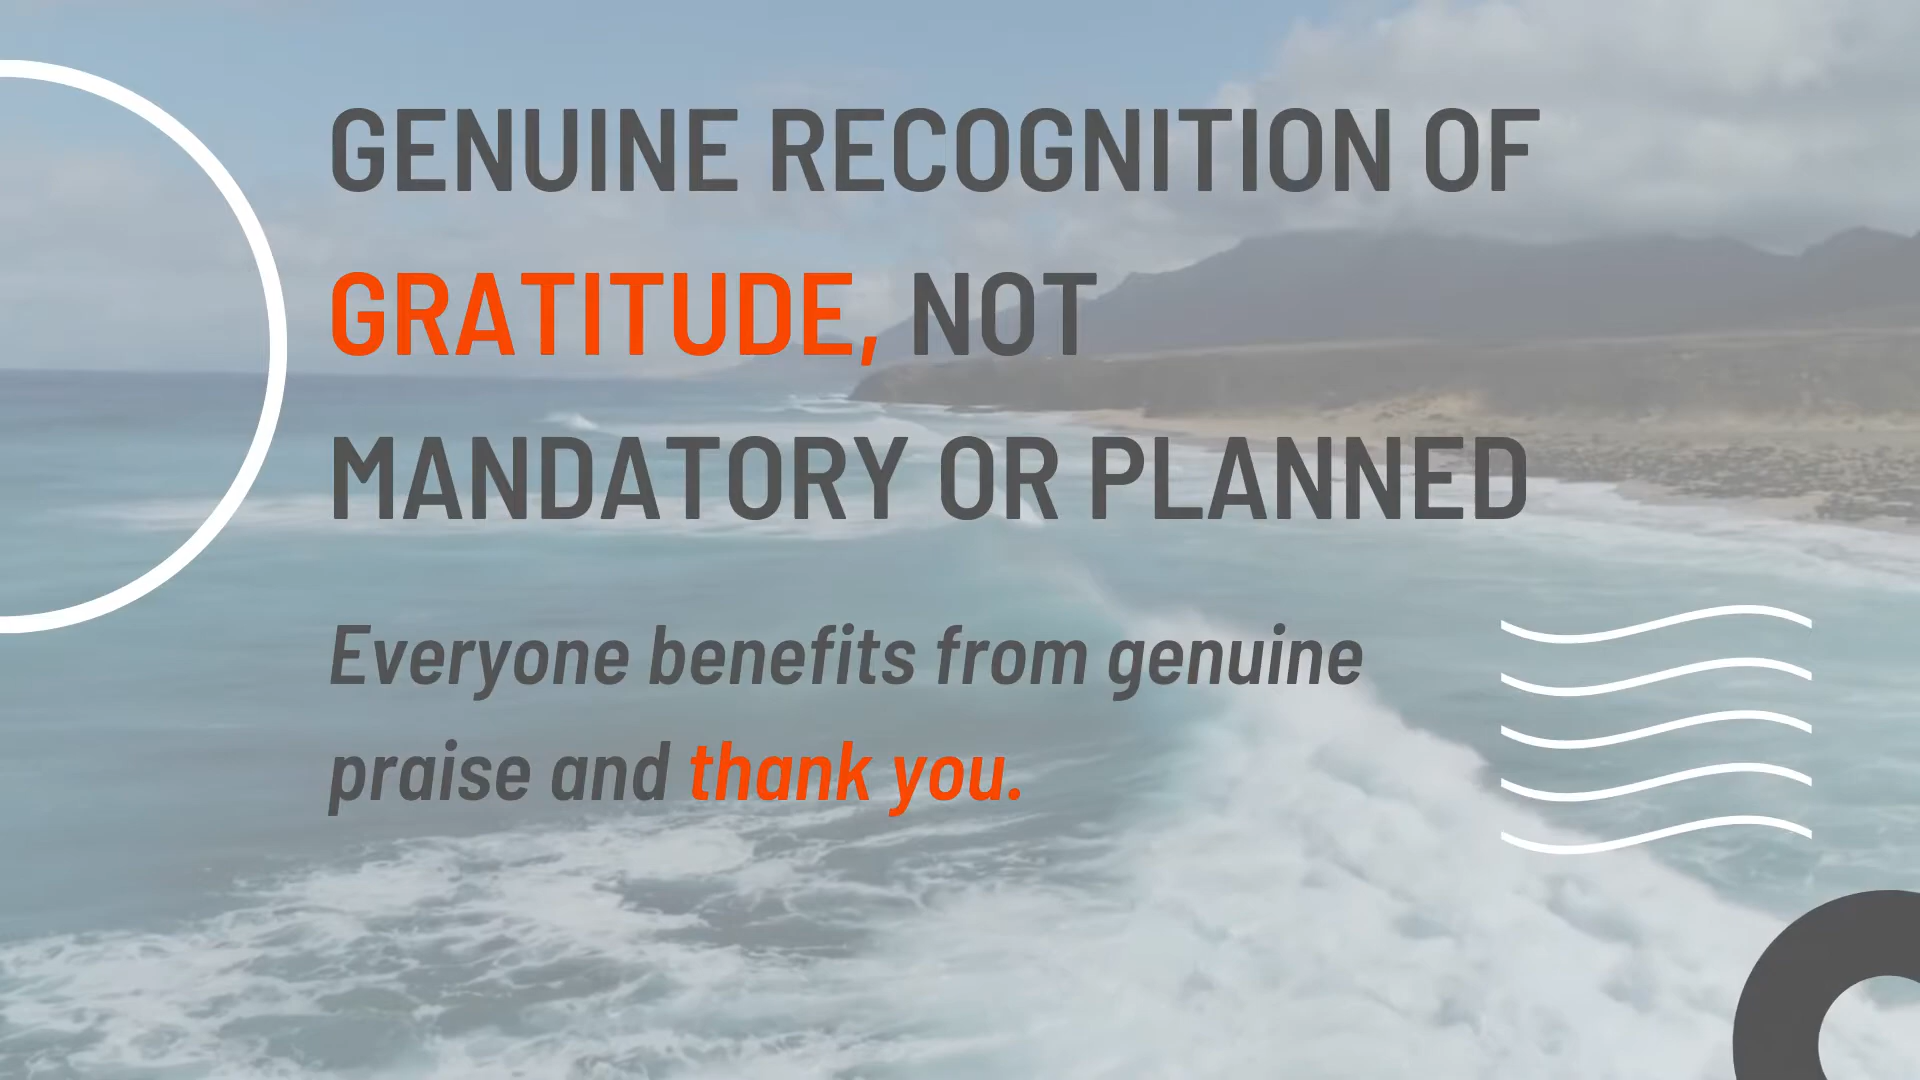 GENUINE RECOGNITION OF
GRATITUDE, NOT
MANDATORY OR PLANNED
Everyone benefits from genuine
praise and thank you.